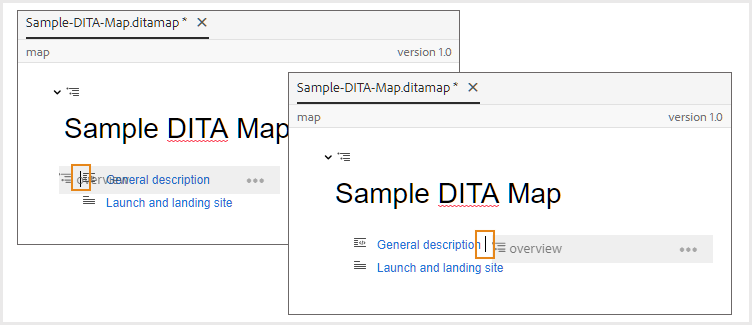 Sample-DITA-Map.ditamap *
map version 1.0
Sample DITA Map
overview
General description
Launch and landing site
Sample-DITA-Map.ditamap *
map version 1.0
Sample DITA Map
General description overview
Launch and landing site